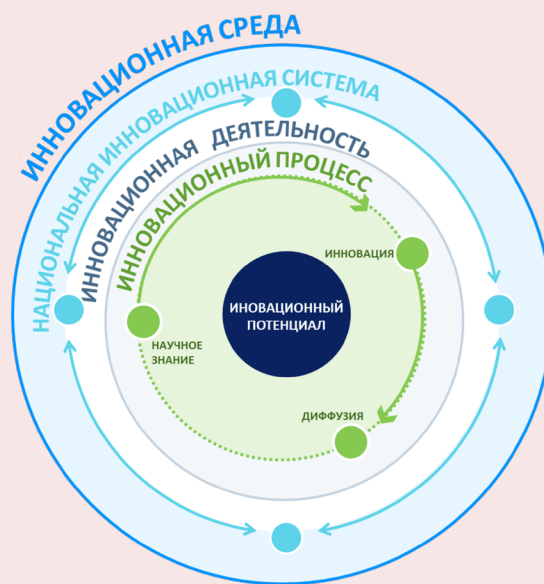 ИННОВАЦИОННАЯ СРЕДА
НАЦИОНАЛЬНАЯ ИННОВАЦИОННАЯ СИСТЕМА
ИННОВАЦИОННАЯ ДЕЯТЕЛЬНОСТЬ
ИННОВАЦИОННЫЙ ПРОЦЕСС
ИННОВАЦИЯ
ИНОВАЦИОННЫЙ
ПОТЕНЦИАЛ
НАУЧНОЕ
ЗНАНИЕ
ДИФФУЗИЯ